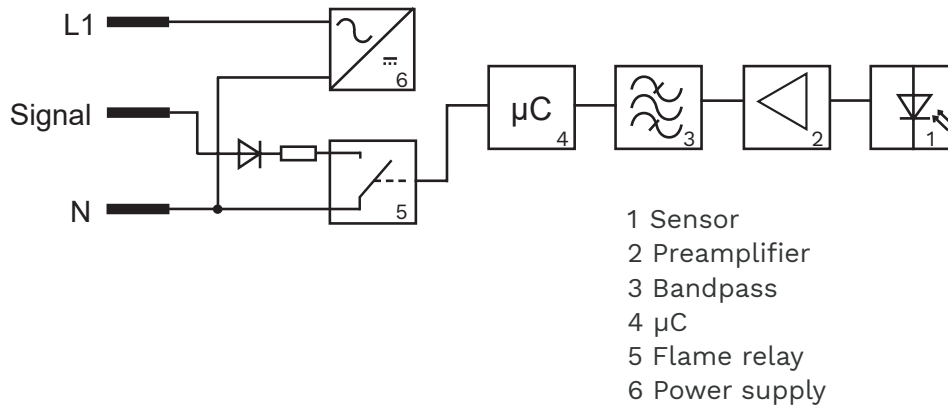 L1
6
Signal
µC
4
3
2
1
N
5
1 Sensor
2 Preamplifier
3 Bandpass
4 µC
5 Flame relay
6 Power supply